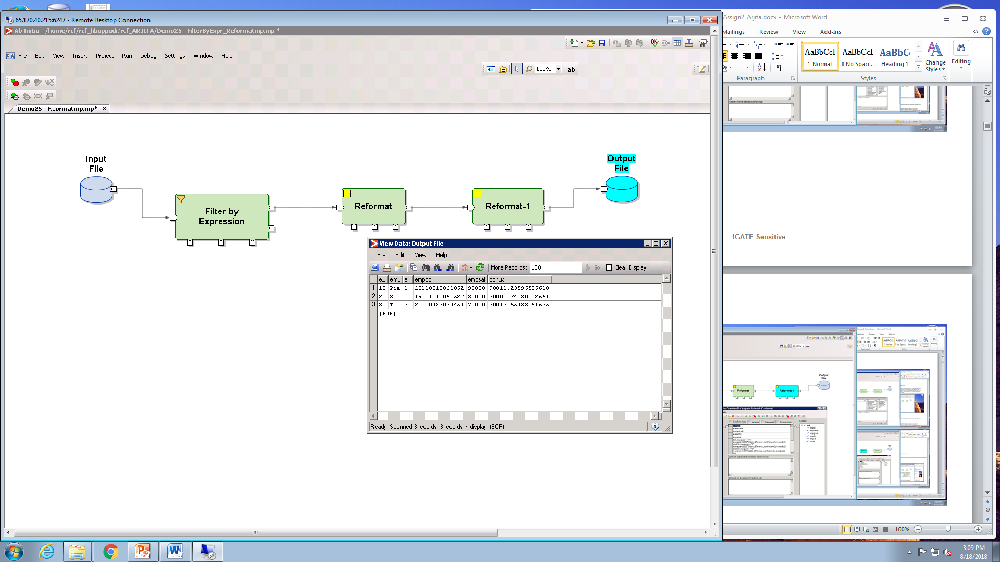 65.170.40.215:6247 - Remote Desktop Connection
Ab Initio - /home/rcf/rcf_hboppudi/rcf_ARJITA/Demo25 - FilterByExpr_Reformatmp.mp *
File Edit View Insert Project Run Debug Settings Window Help
100% ab
Demo25 - F...ormatmp.mp*
Input
File
Filter by
Expression
Reformat
Reformat-1
Output
File
View Data: Output File
File Edit View Help
More Records: 100 Go Clear Display
e... em... e... empdoj empsal bonus
1 10 Ria 1 20110318061052 90000 90011.23595505618
2 20 Sia 2 19221111060522 30000 30001.74030202661
3 30 Tia 3 20000427074454 70000 70013.65438261635
[EOF]
Ready. Scanned 3 records. 3 records in display. (EOF)
Assign2_Arjita.docx - Microsoft Word
Mailings Review View Add-Ins
AaBbCcI AaBbCcI AaBbC
¶ Normal ¶ No Spaci... Heading 1
Change
Styles
Editing
Paragraph Styles
IGATE Sensitive
Output
File
Reformat Reformat-1
100%
3:09 PM
8/18/2018